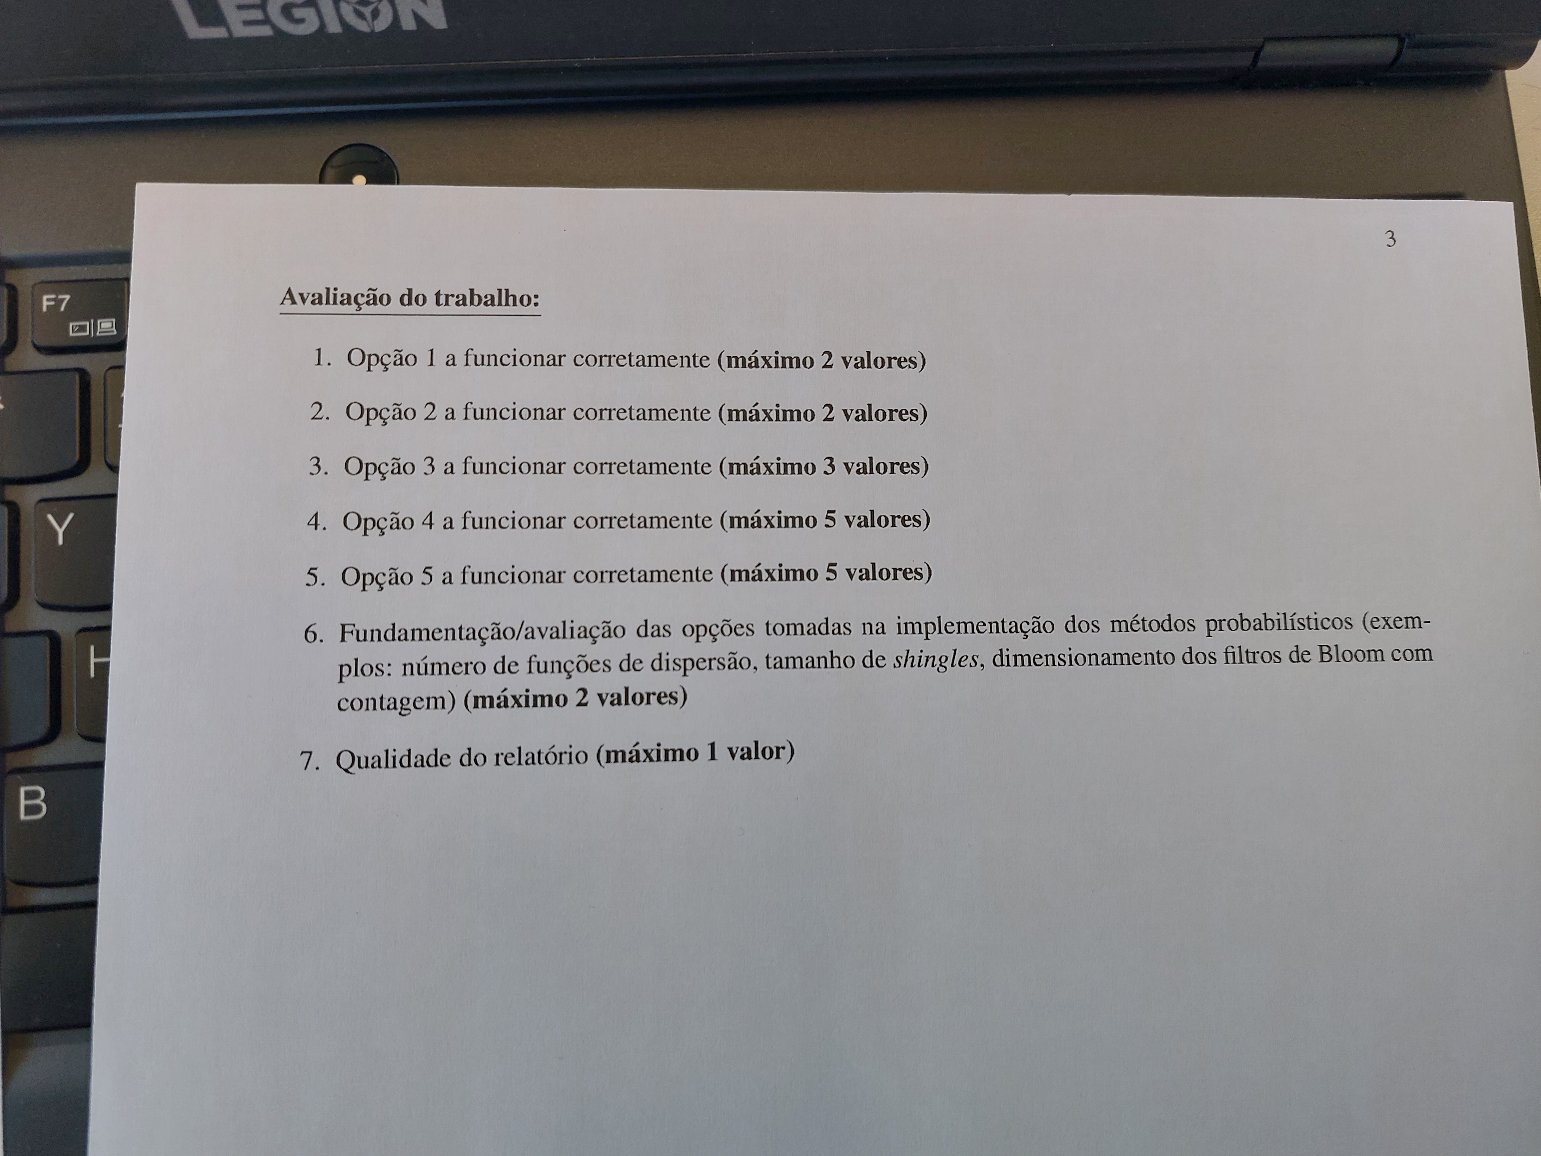 3
Avaliação do trabalho:
1. Opção 1 a funcionar corretamente (máximo 2 valores)
2. Opção 2 a funcionar corretamente (máximo 2 valores)
3. Opção 3 a funcionar corretamente (máximo 3 valores)
4. Opção 4 a funcionar corretamente (máximo 5 valores)
5. Opção 5 a funcionar corretamente (máximo 5 valores)
6. Fundamentação/avaliação das opções tomadas na implementação dos métodos probabilísticos (exem-
plos: número de funções de dispersão, tamanho de shingles, dimensionamento dos filtros de Bloom com
contagem) (máximo 2 valores)
7. Qualidade do relatório (máximo 1 valor)
LEGION
F7
Y
H
B